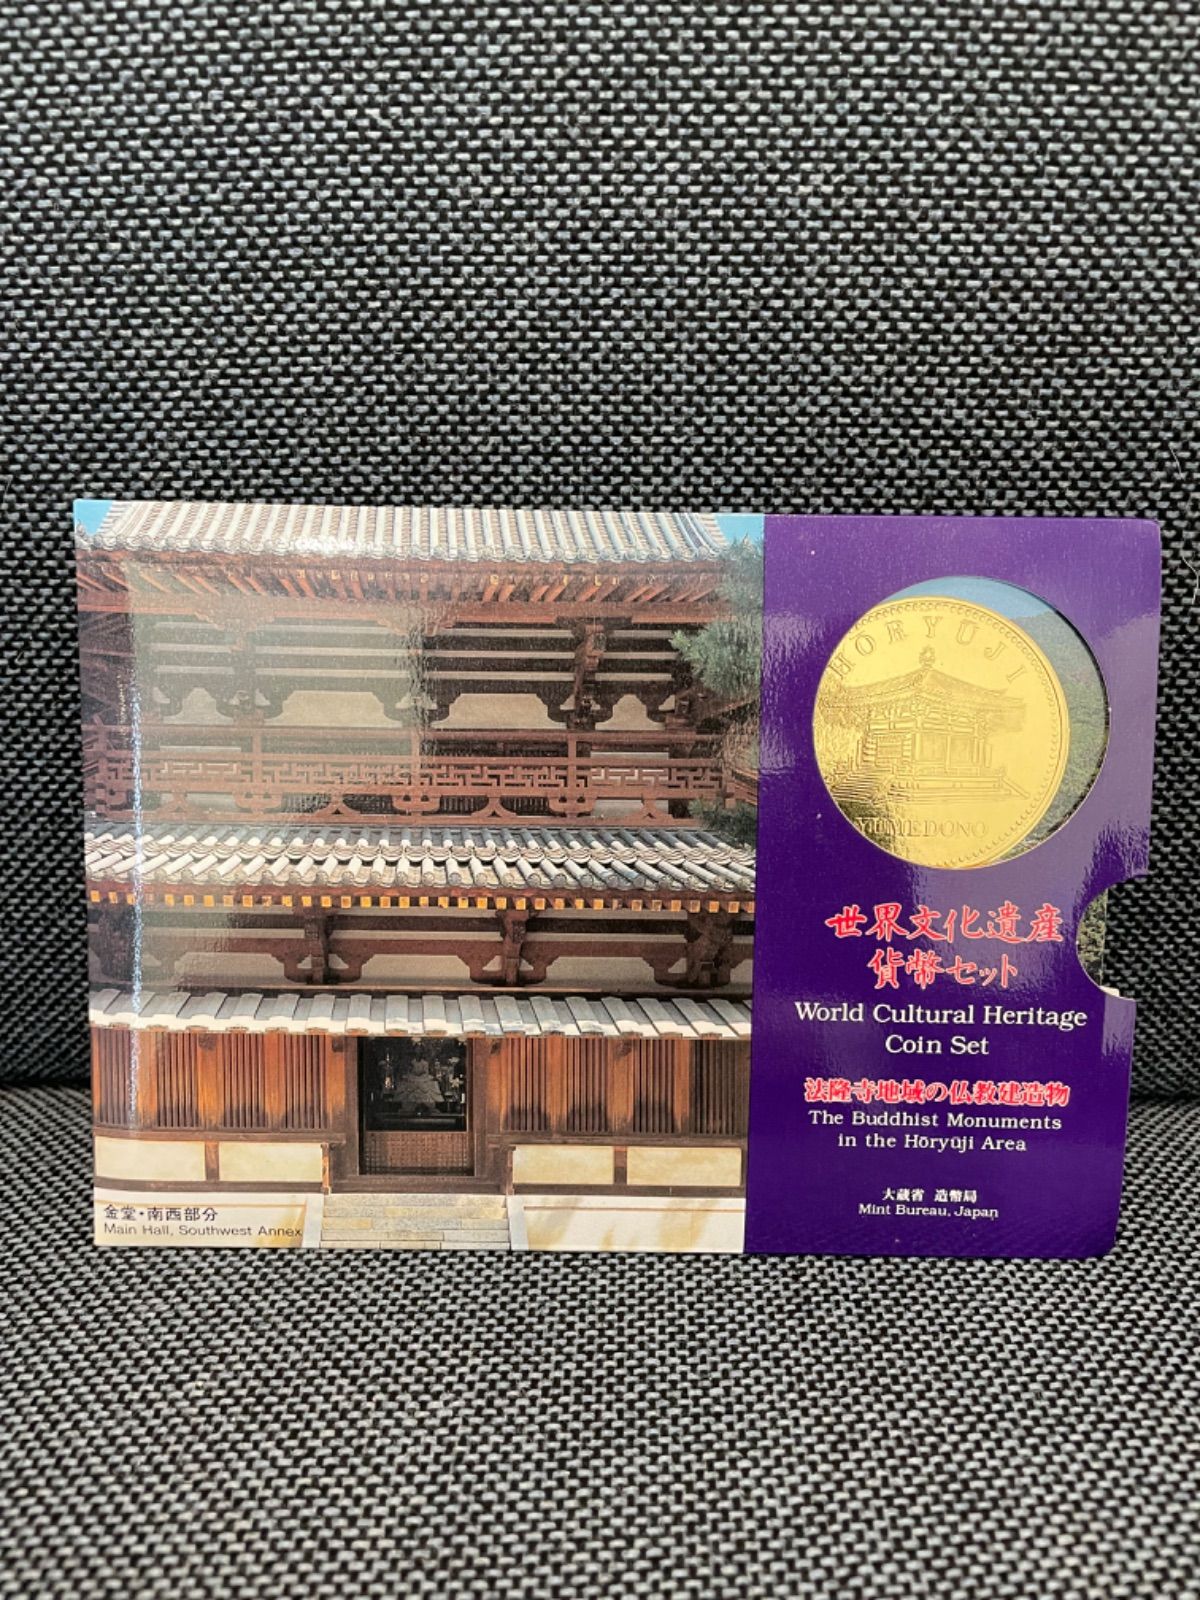 HŌRYŪJI
YUMEDONO
世界文化遺産
貨幣セット
World Cultural Heritage
Coin Set
法隆寺地域の仏教建造物
The Buddhist Monuments
in the Hōryūji Area
大蔵省 造幣局
Mint Bureau, Japan
金堂・南西部分
Main Hall, Southwest Annex